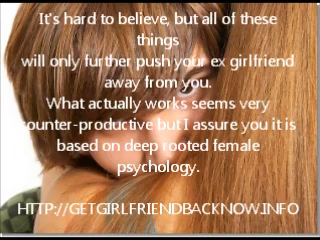 It's hard to believe, but all of these
things
will only further push your ex girlfriend
away from you.
What actually works seems very
counter-productive but I assure you it is
based on deep rooted female
psychology.
HTTP://GETGIRLFRIENDBACKNOW.INFO